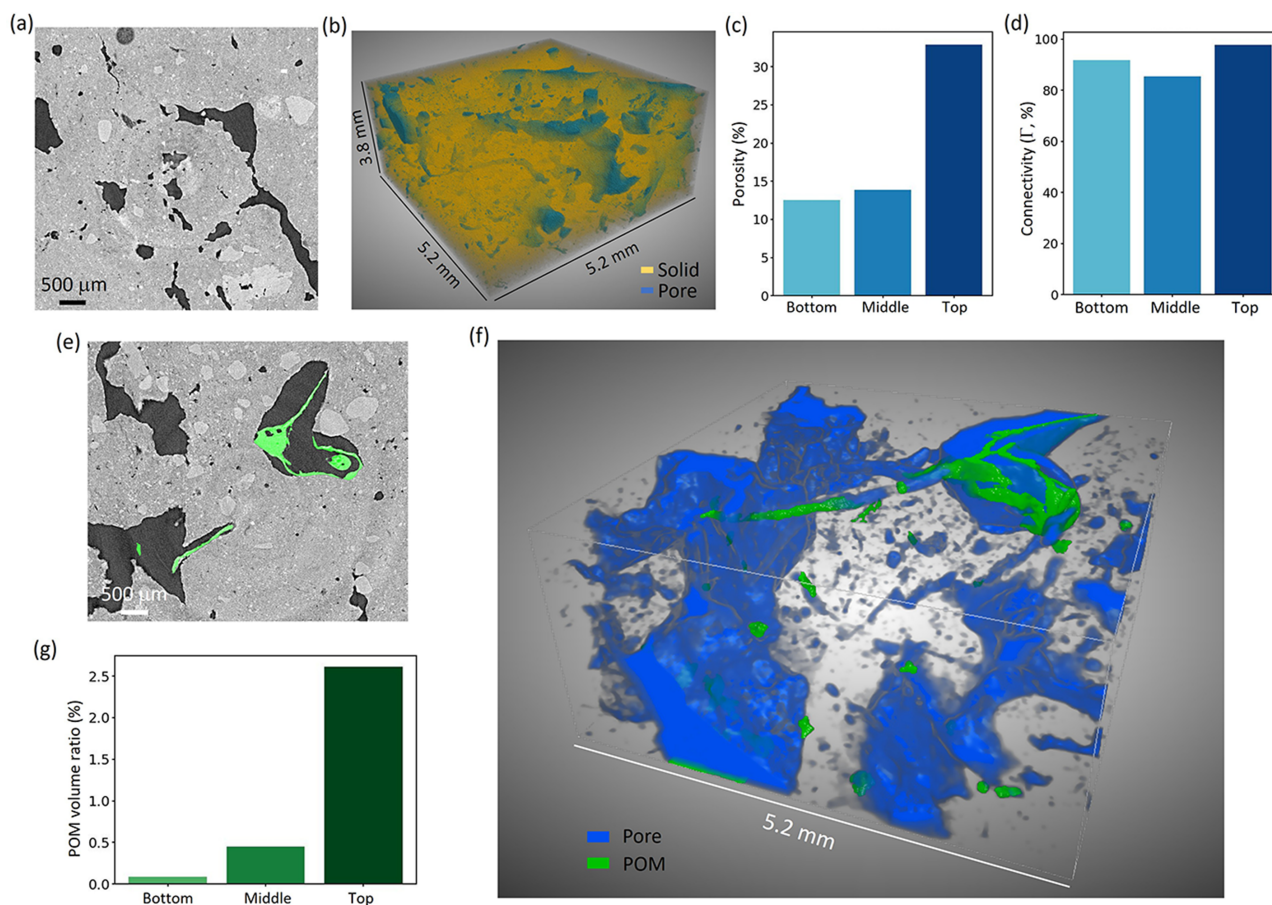 (a)
500 μm
(b)
3.8 mm
5.2 mm
5.2 mm
Solid
Pore
(c)
Porosity (%)
30
25
20
15
10
5
0
Bottom
Middle
Top
(d)
Connectivity (Γ, %)
100
80
60
40
20
0
Bottom
Middle
Top
(e)
500 μm
(f)
5.2 mm
Pore
POM
(g)
POM volume ratio (%)
2.5
2.0
1.5
1.0
0.5
0.0
Bottom
Middle
Top